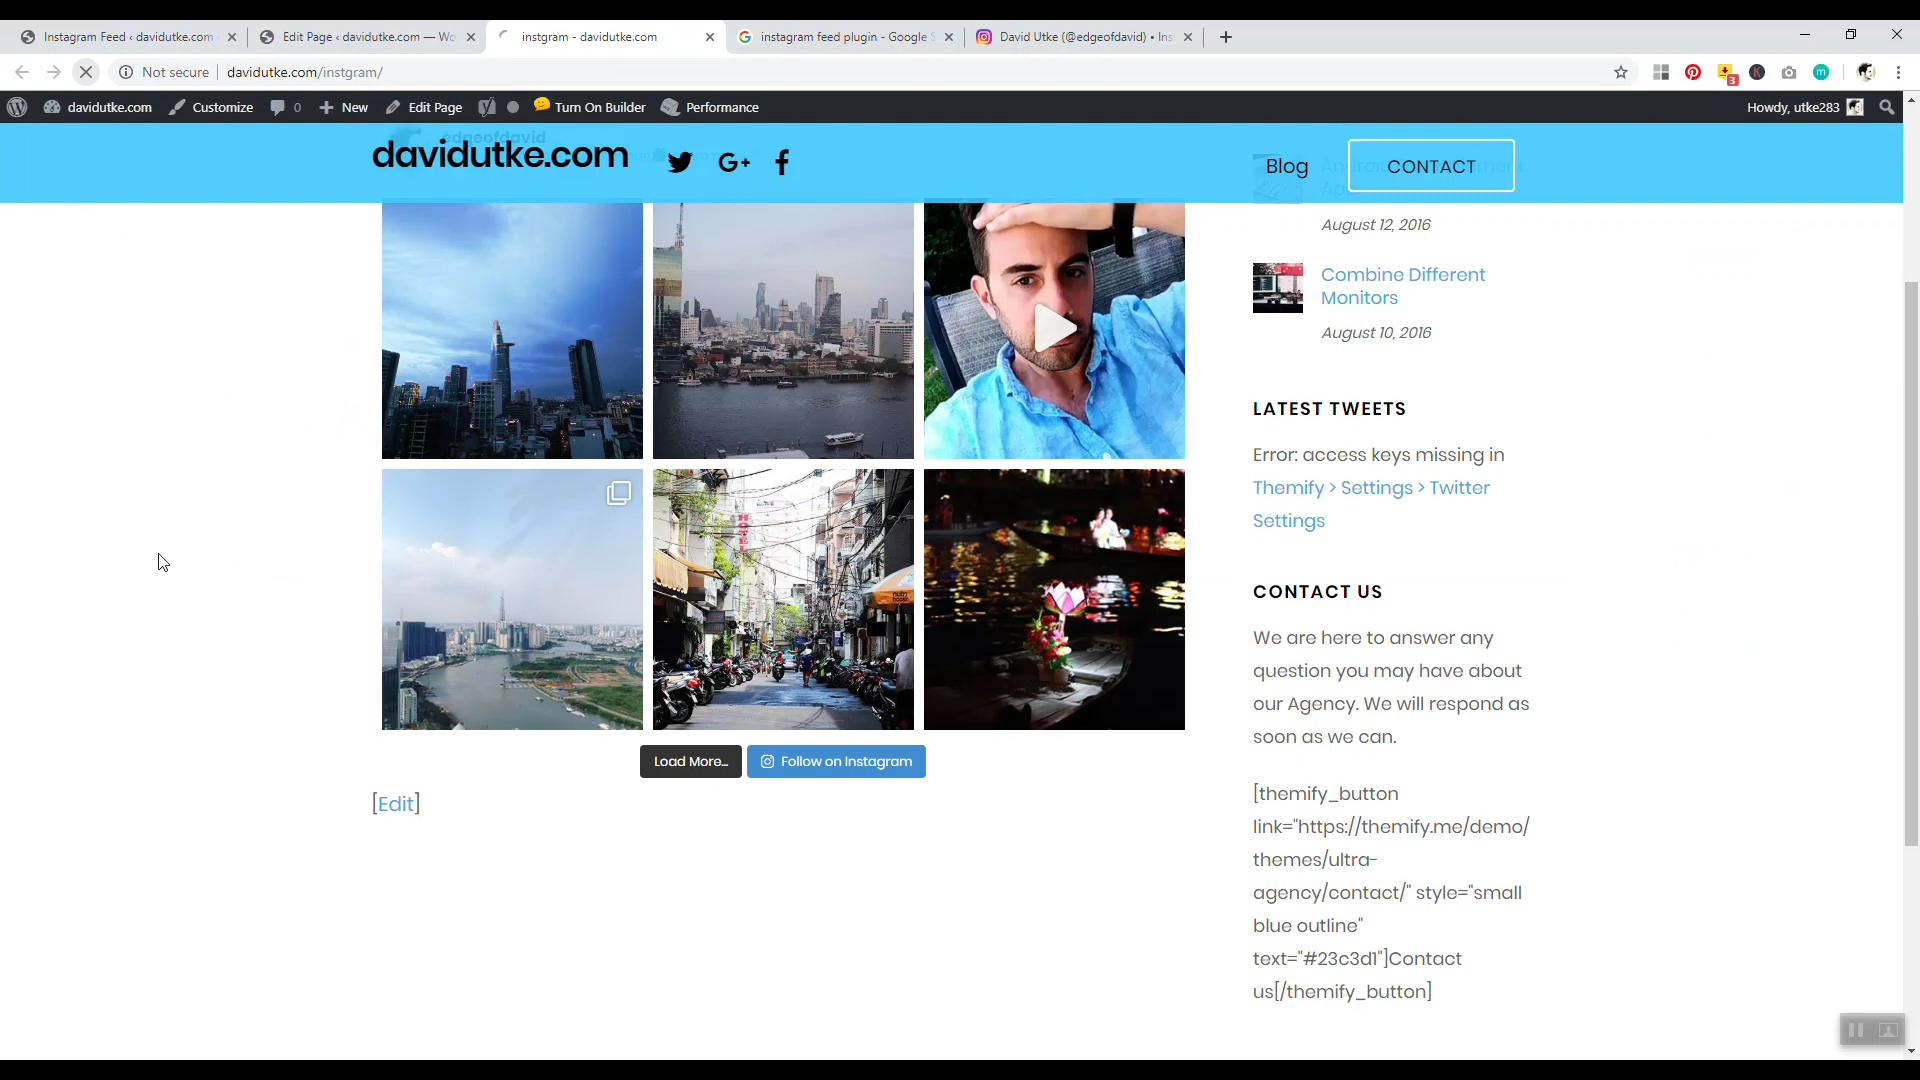 Instagram Feed ‹ davidutke.com
Edit Page ‹ davidutke.com — Wo
instgram - davidutke.com
instagram feed plugin - Google S
David Utke (@edgeofdavid) • Ins
Not secure
davidutke.com/instgram/
3
K
m
davidutke.com
Customize
0
New
Edit Page
Turn On Builder
Performance
Howdy, utke283
edgeofdavid
davidutke.com
G+
Blog
CONTACT
August 12, 2016
Combine Different
Monitors
August 10, 2016
LATEST TWEETS
Error: access keys missing in
Themify > Settings > Twitter
Settings
HOTEL
CONTACT US
We are here to answer any
question you may have about
our Agency. We will respond as
soon as we can.
Load More...
Follow on Instagram
[Edit]
[themify_button
link="https://themify.me/demo/
themes/ultra-
agency/contact/" style="small
blue outline"
text="#23c3d1"]Contact
us[/themify_button]